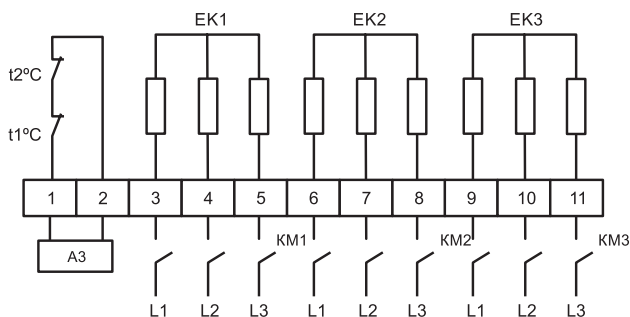 EK1 EK2 EK3
t2ºC
t1ºC
1 2 3 4 5 6 7 8 9 10 11
KM1 KM2 KM3
A3
L1 L2 L3 L1 L2 L3 L1 L2 L3